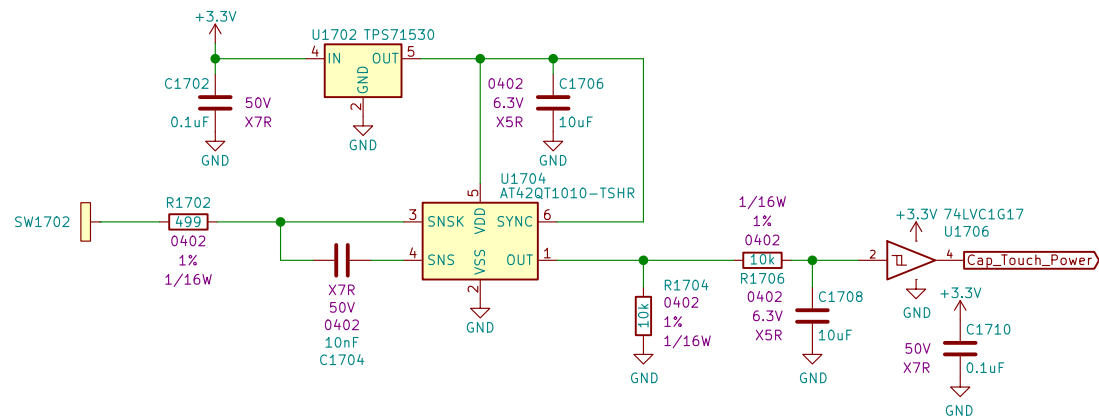 +3.3V
U1702 TPS71530
4 IN OUT 5
GND
2
GND
C1702
50V
X7R
0.1uF
GND
0402
C1706
6.3V
X5R
10uF
GND
U1704
AT42QT1010-TSHR
5
VDD
3 SNSK SYNC 6
4 SNS OUT 1
VSS
2
GND
SW1702
R1702
499
0402
1%
1/16W
X7R
50V
0402
10nF
C1704
R1704
10k
0402
1%
1/16W
GND
1/16W
1%
0402
10k
R1706
0402
C1708
6.3V
X5R
10uF
GND
+3.3V 74LVC1G17
U1706
2
4
Cap_Touch_Power
GND
+3.3V
C1710
50V
X7R
0.1uF
GND